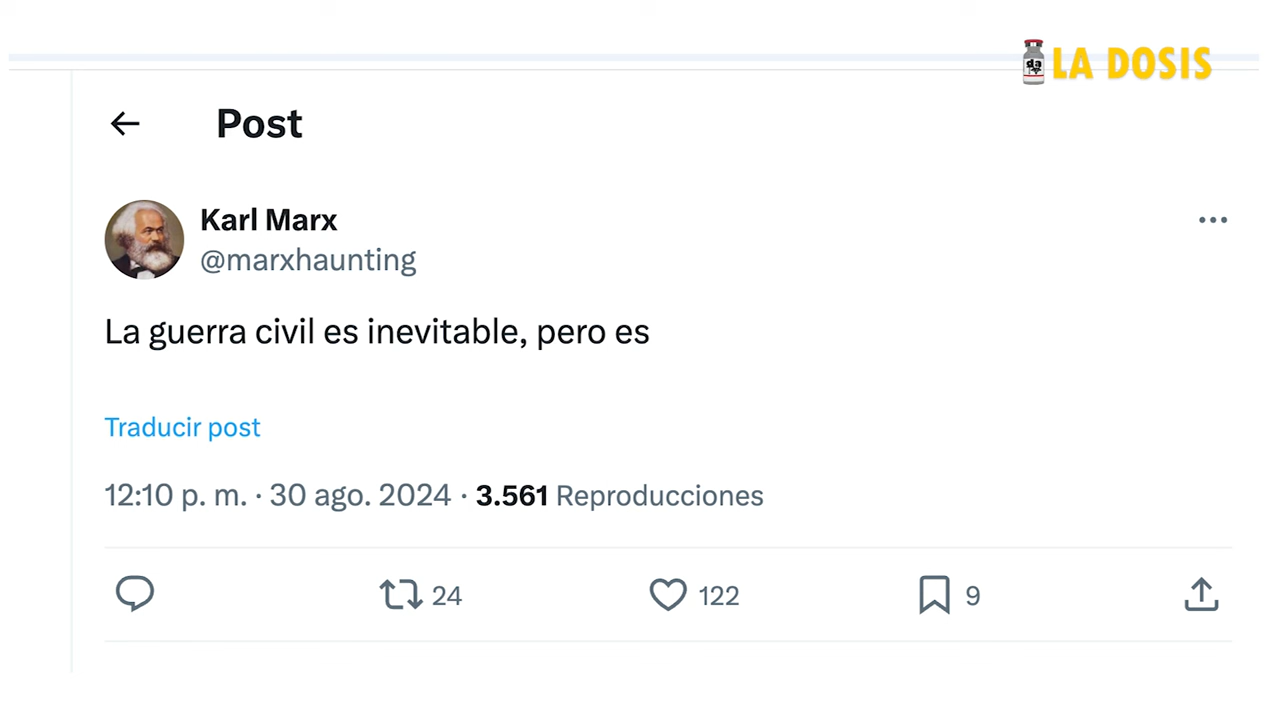 LA DOSIS
Post
Karl Marx
@marxhaunting
La guerra civil es inevitable, pero es
Traducir post
12:10 p. m. · 30 ago. 2024 · 3.561 Reproducciones
24 122 9